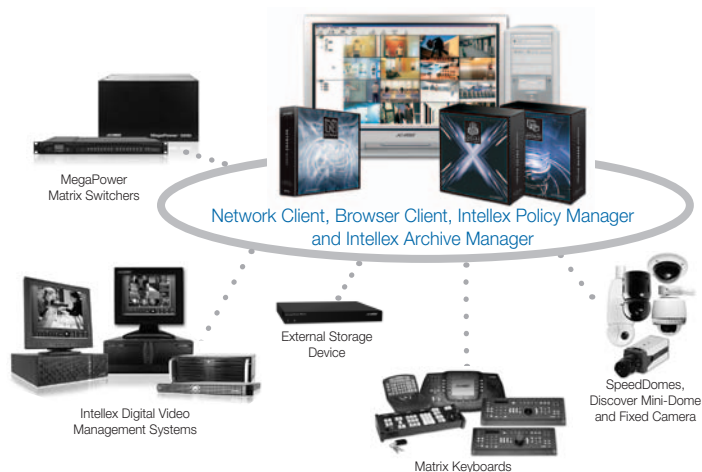 MegaPower
Matrix Switchers
Network Client, Browser Client, Intellex Policy Manager
and Intellex Archive Manager
External Storage
Device
SpeedDomes,
Discover Mini-Dome
and Fixed Camera
Intellex Digital Video
Management Systems
Matrix Keyboards